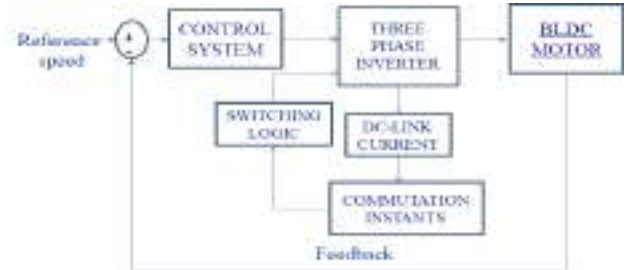 Reference
speed
CONTROL
SYSTEM
THREE
PHASE
INVERTER
BLDC
MOTOR
SWITCHING
LOGIC
DC-LINK
CURRENT
COMMUTATION
INSTANTS
Feedback